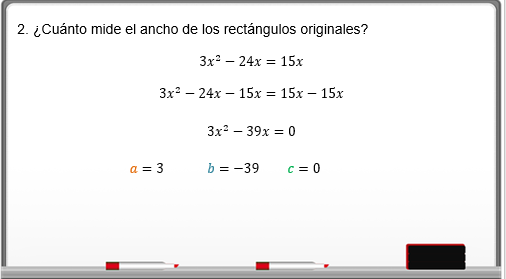 2. ¿Cuánto mide el ancho de los rectángulos originales?
3x² − 24x = 15x
3x² − 24x − 15x = 15x − 15x
3x² − 39x = 0
a = 3 b = −39 c = 0